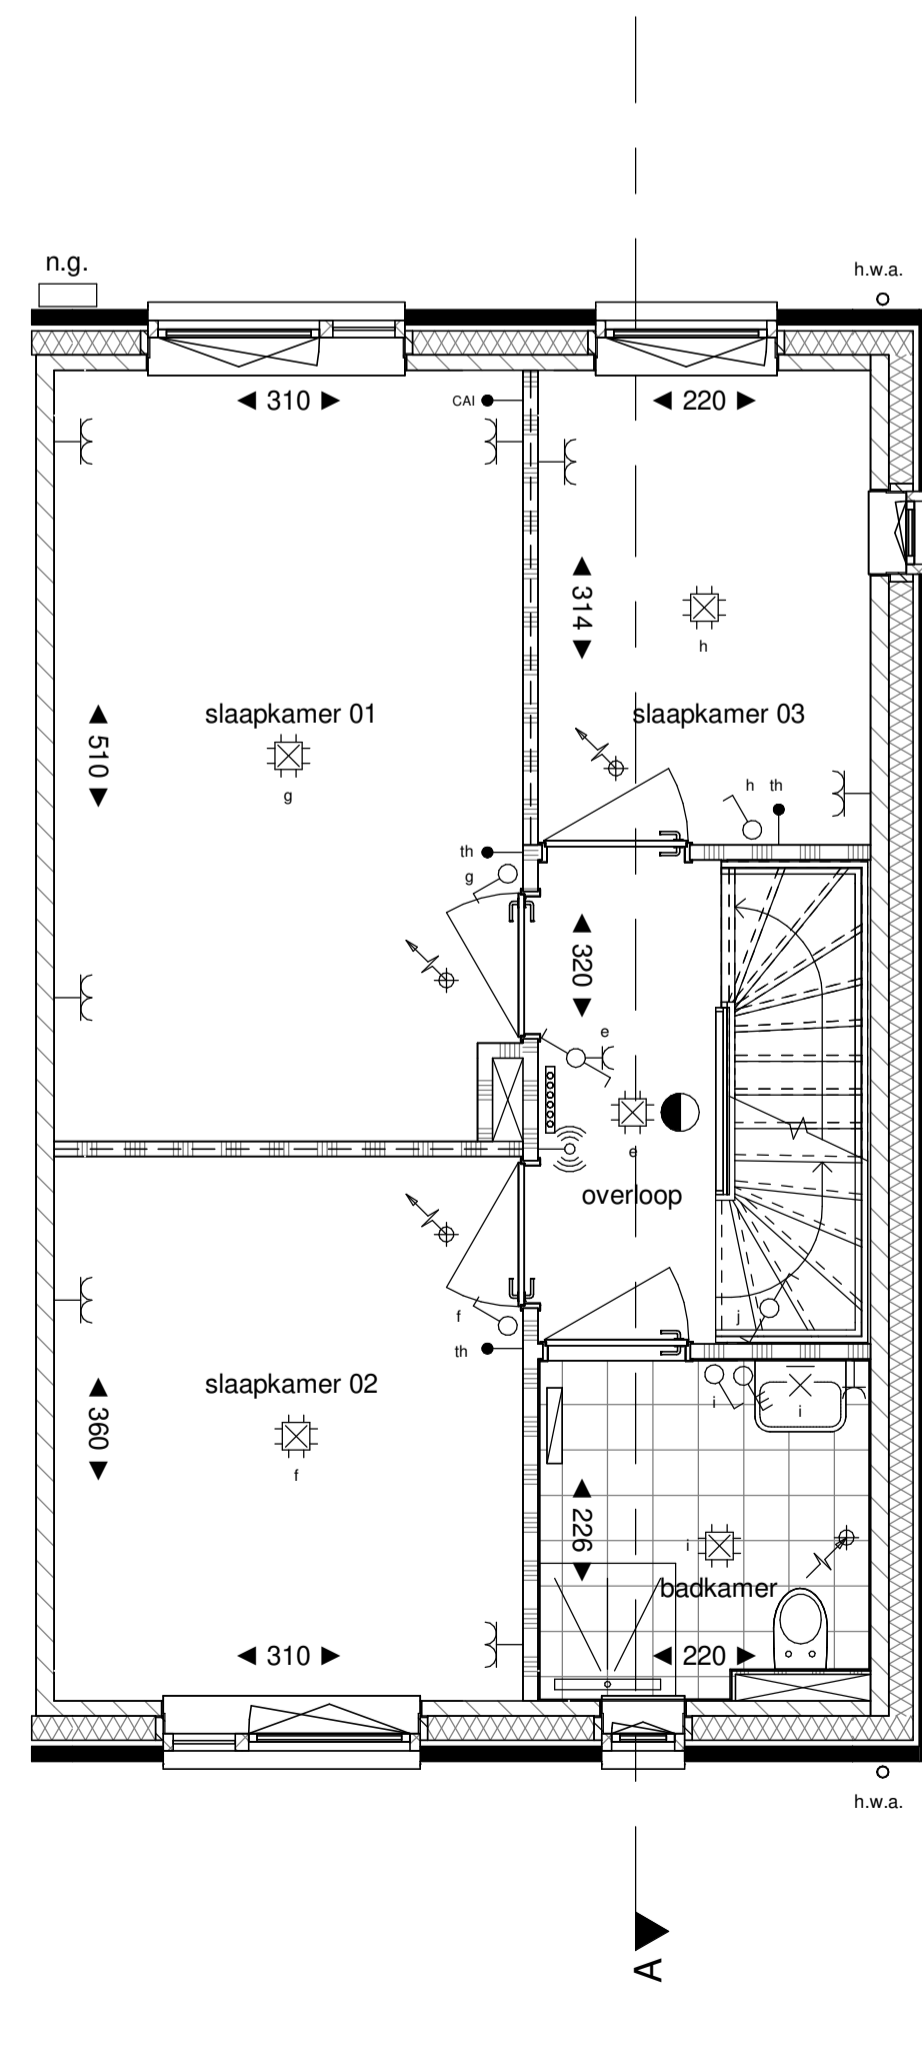 n.g.
h.w.a.
310
CAI
220
314
h
slaapkamer 01
slaapkamer 03
510
g
h th
th
g
320
e
e
overloop
f
j
th
slaapkamer 02
i
i
360
f
226
i
badkamer
310
220
h.w.a.
A